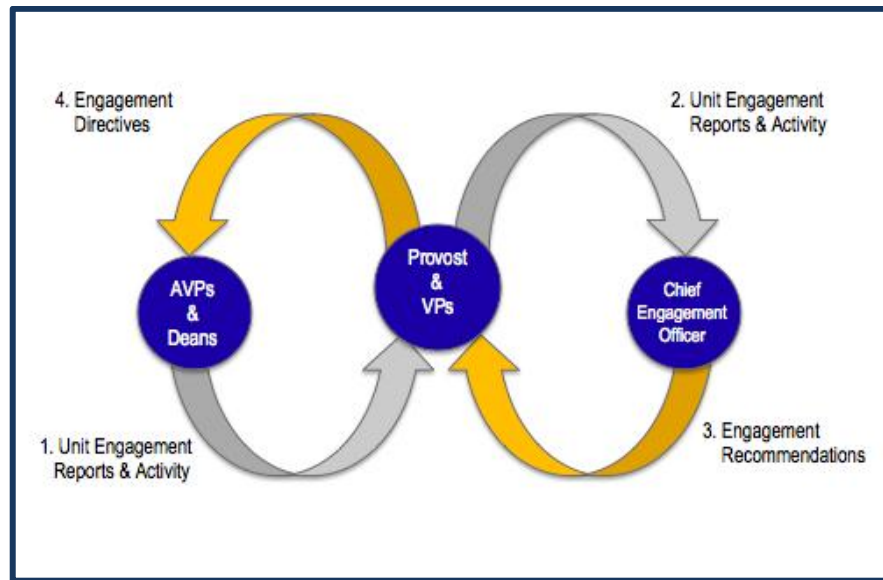 4. Engagement
Directives
2. Unit Engagement
Reports & Activity
AVPs
&
Deans
Provost
&
VPs
Chief
Engagement
Officer
1. Unit Engagement
Reports & Activity
3. Engagement
Recommendations